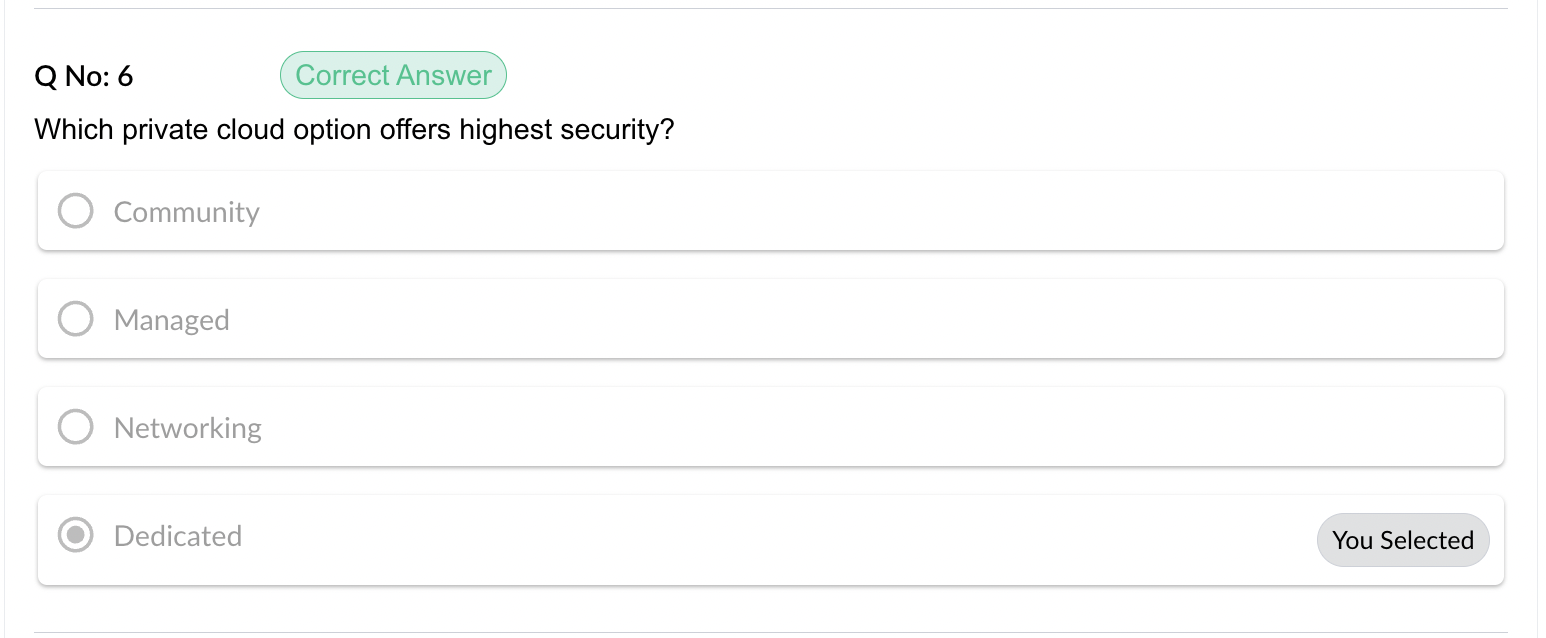 Q No: 6 Correct Answer
Which private cloud option offers highest security?
Community
Managed
Networking
Dedicated You Selected